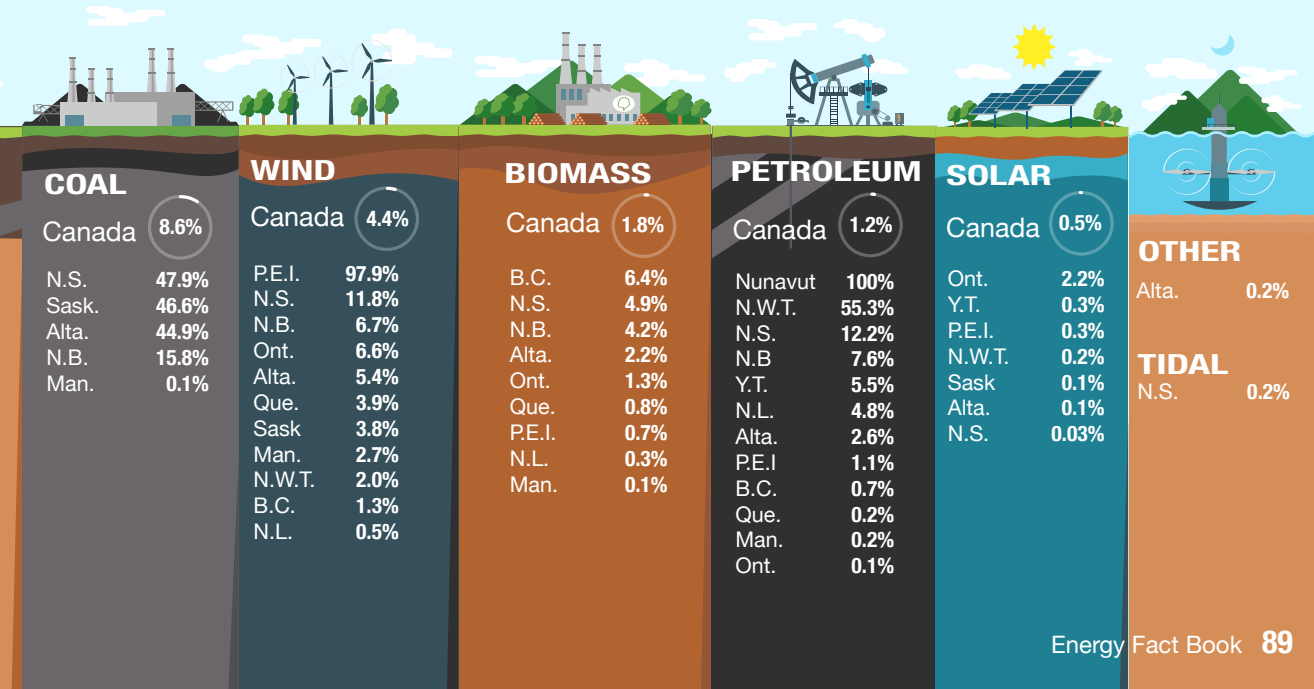 COAL
Canada 8.6%
N.S. 47.9%
Sask. 46.6%
Alta. 44.9%
N.B. 15.8%
Man. 0.1%
WIND
Canada 4.4%
P.E.I. 97.9%
N.S. 11.8%
N.B. 6.7%
Ont. 6.6%
Alta. 5.4%
Que. 3.9%
Sask 3.8%
Man. 2.7%
N.W.T. 2.0%
B.C. 1.3%
N.L. 0.5%
BIOMASS
Canada 1.8%
B.C. 6.4%
N.S. 4.9%
N.B. 4.2%
Alta. 2.2%
Ont. 1.3%
Que. 0.8%
P.E.I. 0.7%
N.L. 0.3%
Man. 0.1%
PETROLEUM
Canada 1.2%
Nunavut 100%
N.W.T. 55.3%
N.S. 12.2%
N.B 7.6%
Y.T. 5.5%
N.L. 4.8%
Alta. 2.6%
P.E.I 1.1%
B.C. 0.7%
Que. 0.2%
Man. 0.2%
Ont. 0.1%
SOLAR
Canada 0.5%
Ont. 2.2%
Y.T. 0.3%
P.E.I. 0.3%
N.W.T. 0.2%
Sask 0.1%
Alta. 0.1%
N.S. 0.03%
OTHER
Alta. 0.2%
TIDAL
N.S. 0.2%
Energy Fact Book 89